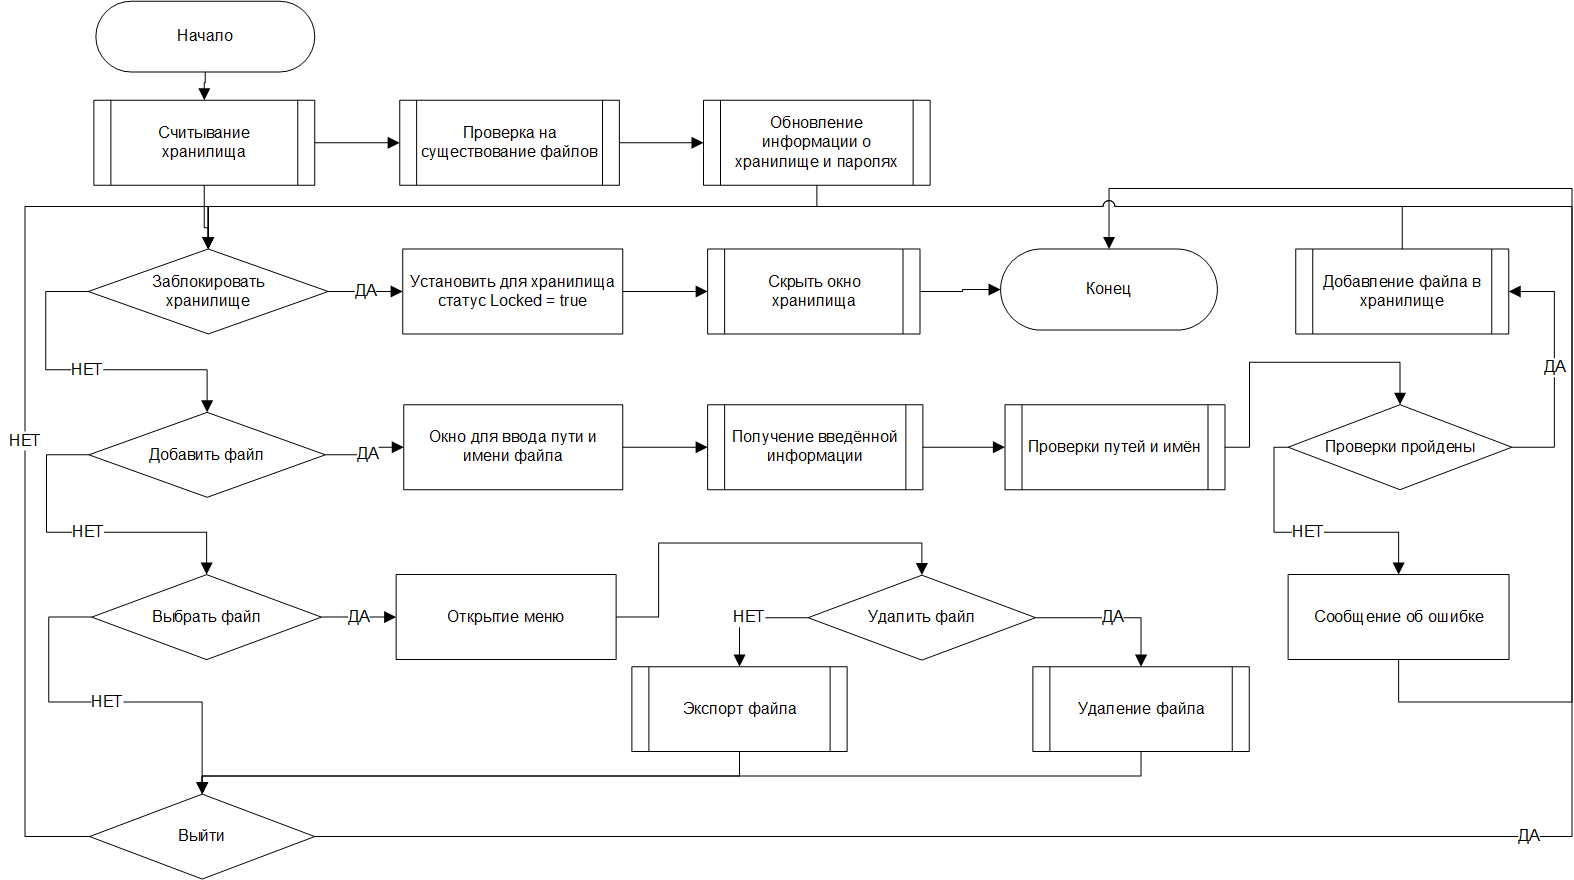 Начало
Считывание
хранилища
Проверка на
существование файлов
Обновление
информации о
хранилище и паролях
Заблокировать
хранилище
ДА
Установить для хранилища
статус Locked = true
Скрыть окно
хранилища
Конец
Добавление файла в
хранилище
НЕТ
ДА
НЕТ
Добавить файл
ДА
Окно для ввода пути и
имени файла
Получение введённой
информации
Проверки путей и имён
Проверки пройдены
НЕТ
НЕТ
Выбрать файл
ДА
Открытие меню
НЕТ
Удалить файл
ДА
Сообщение об ошибке
НЕТ
Экспорт файла
Удаление файла
Выйти
ДА